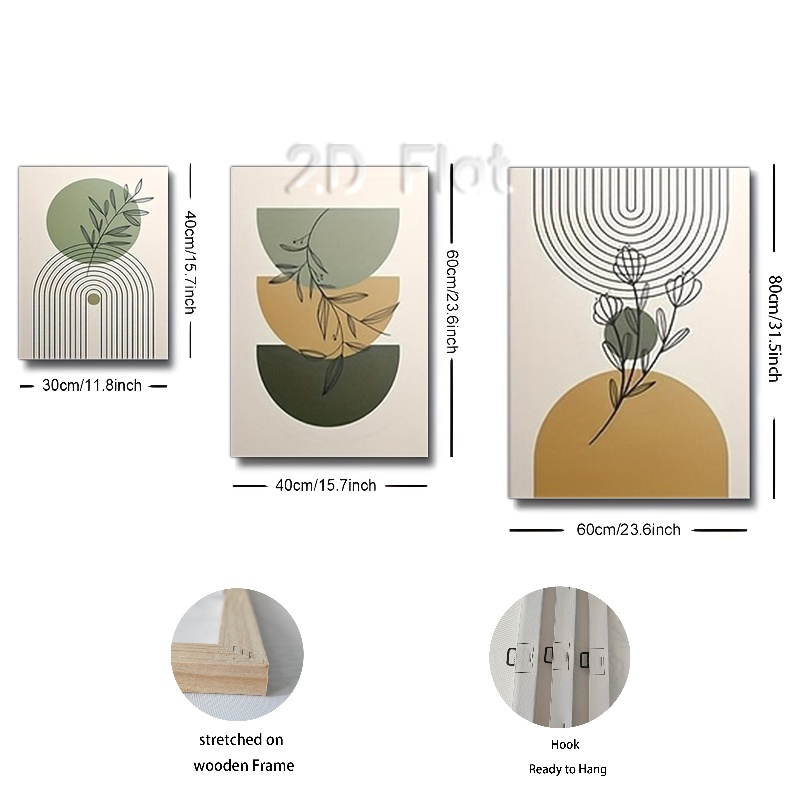 2D Flat
40cm/15.7inch
30cm/11.8inch
60cm/23.6inch
40cm/15.7inch
80cm/31.5inch
60cm/23.6inch
stretched on
wooden Frame
Hook
Ready to Hang